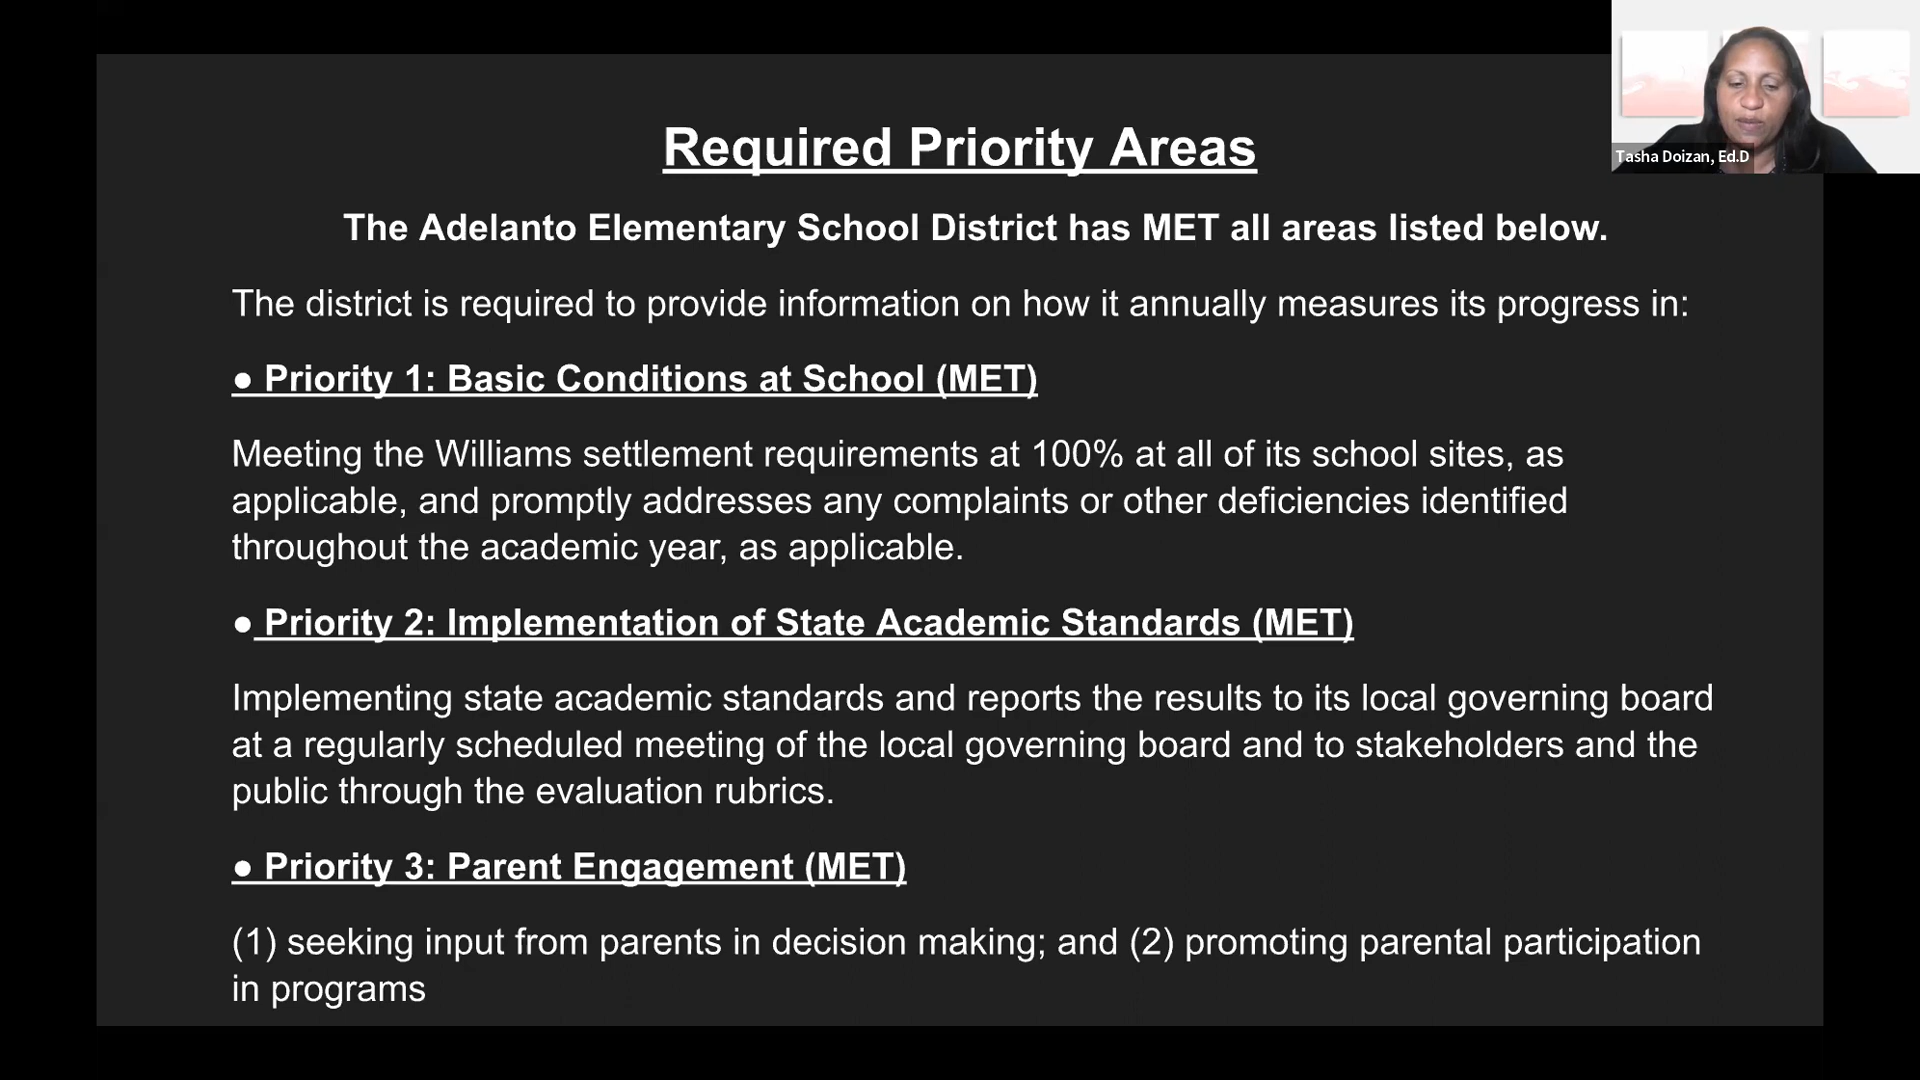 Required Priority Areas
Tasha Doizan, Ed.D
The Adelanto Elementary School District has MET all areas listed below.
The district is required to provide information on how it annually measures its progress in:
● Priority 1: Basic Conditions at School (MET)
Meeting the Williams settlement requirements at 100% at all of its school sites, as
applicable, and promptly addresses any complaints or other deficiencies identified
throughout the academic year, as applicable.
● Priority 2: Implementation of State Academic Standards (MET)
Implementing state academic standards and reports the results to its local governing board
at a regularly scheduled meeting of the local governing board and to stakeholders and the
public through the evaluation rubrics.
● Priority 3: Parent Engagement (MET)
(1) seeking input from parents in decision making; and (2) promoting parental participation
in programs